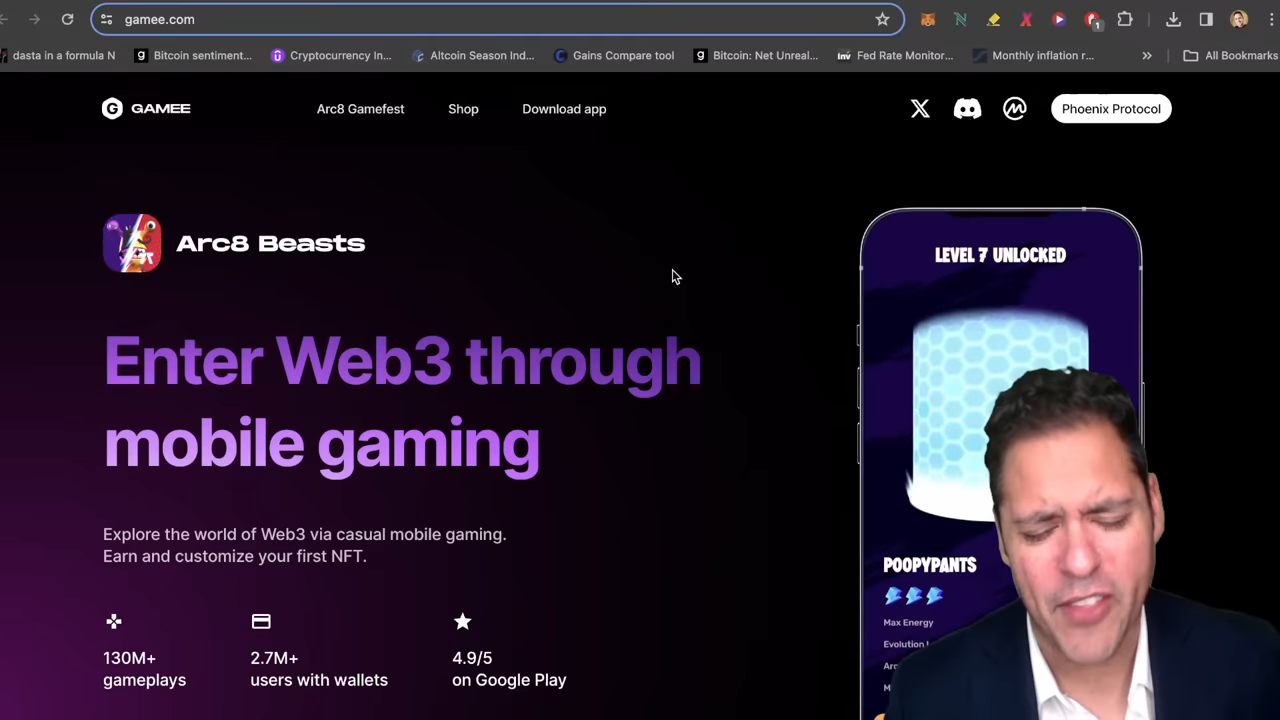 gamee.com
1
dasta in a formula N
g Bitcoin sentiment...
Cryptocurrency In...
Altcoin Season Ind...
Gains Compare tool
g Bitcoin: Net Unreal...
Inv Fed Rate Monitor...
Monthly inflation r...
»
All Bookmarks
G GAMEE
Arc8 Gamefest
Shop
Download app
Phoenix Protocol
Arc8 Beasts
Enter Web3 through
mobile gaming
Explore the world of Web3 via casual mobile gaming.
Earn and customize your first NFT.
130M+
gameplays
2.7M+
users with wallets
4.9/5
on Google Play
LEVEL 7 UNLOCKED
POOPYPANTS
Max Energy
Evolution